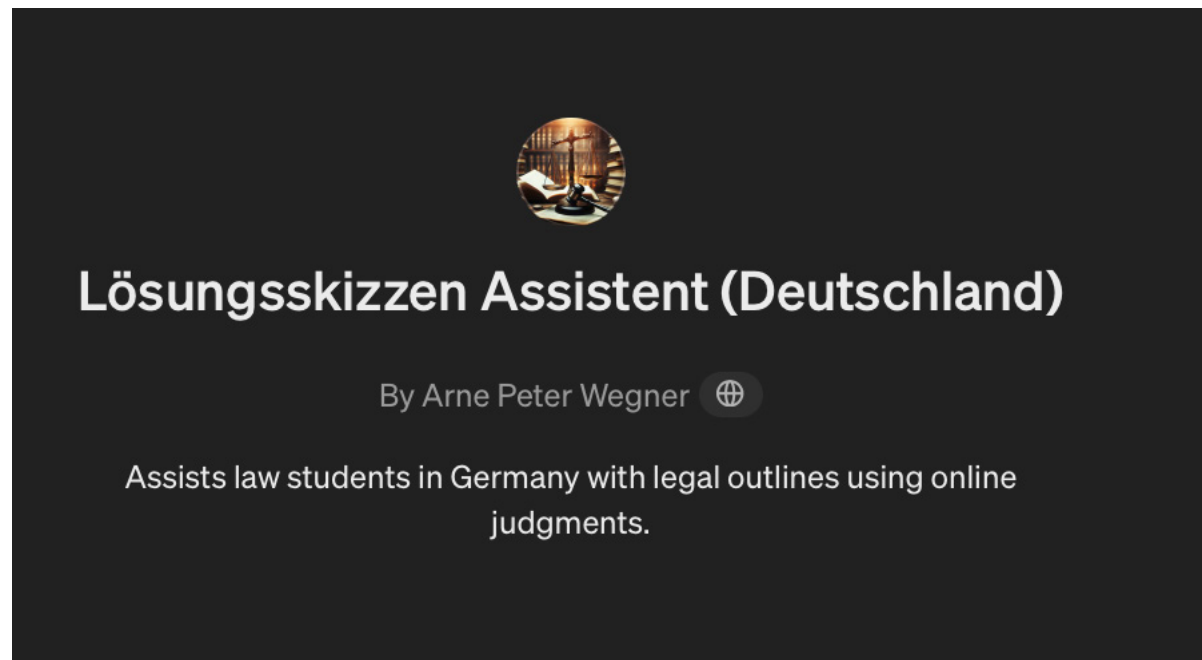 Lösungsskizzen Assistent (Deutschland)
By Arne Peter Wegner
Assists law students in Germany with legal outlines using online
judgments.